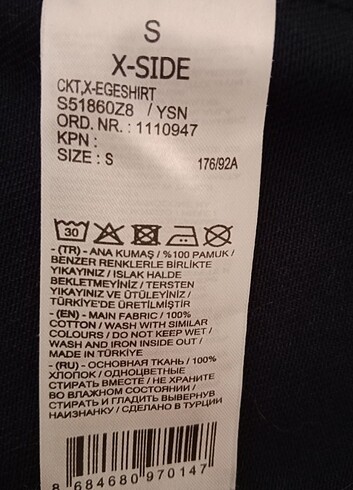 S
X-SIDE
CKT,X-EGESHIRT
S51860Z8 / YSN
ORD. NR. : 1110947
KPN :
SIZE : S 176/92A
30
- (TR) - ANA KUMAŞ / %100 PAMUK /
BENZER RENKLERLE BİRLİKTE
YIKAYINIZ / ISLAK HALDE
BEKLETMEYİNİZ / TERSTEN
YIKAYINIZ VE ÜTÜLEYİNİZ /
TÜRKİYE'DE ÜRETİLMİŞTİR
- (EN) - MAIN FABRIC / 100%
COTTON / WASH WITH SIMILAR
COLOURS / DO NOT KEEP WET /
WASH AND IRON INSIDE OUT /
MADE IN TÜRKİYE
- (RU) - ОСНОВНАЯ ТКАНЬ / 100%
ХЛОПОК / ОДНОЦВЕТНЫЕ
СТИРАТЬ ВМЕСТЕ / НЕ ХРАНИТЕ
ВО ВЛАЖНОМ СОСТОЯНИИ /
СТИРАТЬ И ГЛАДИТЬ ВЫВЕРНУВ
НАИЗНАНКУ / СДЕЛАНО В ТУРЦИИ
8 684680 970147